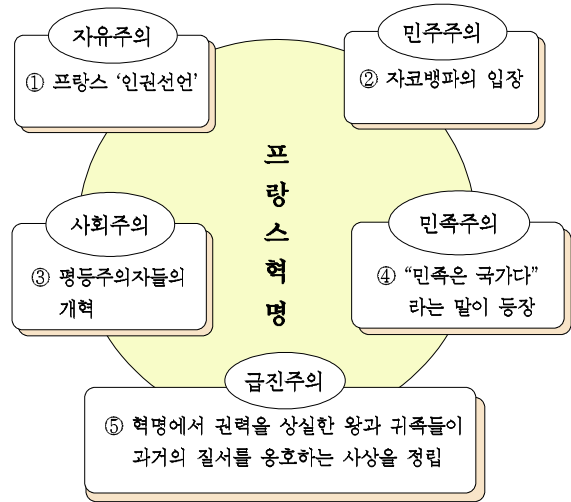 자유주의
① 프랑스 ‘인권선언’
민주주의
② 자코뱅파의 입장
프랑스혁명
사회주의
③ 평등주의자들의
개혁
민족주의
④ “민족은 국가다”
라는 말이 등장
급진주의
⑤ 혁명에서 권력을 상실한 왕과 귀족들이
과거의 질서를 옹호하는 사상을 정립